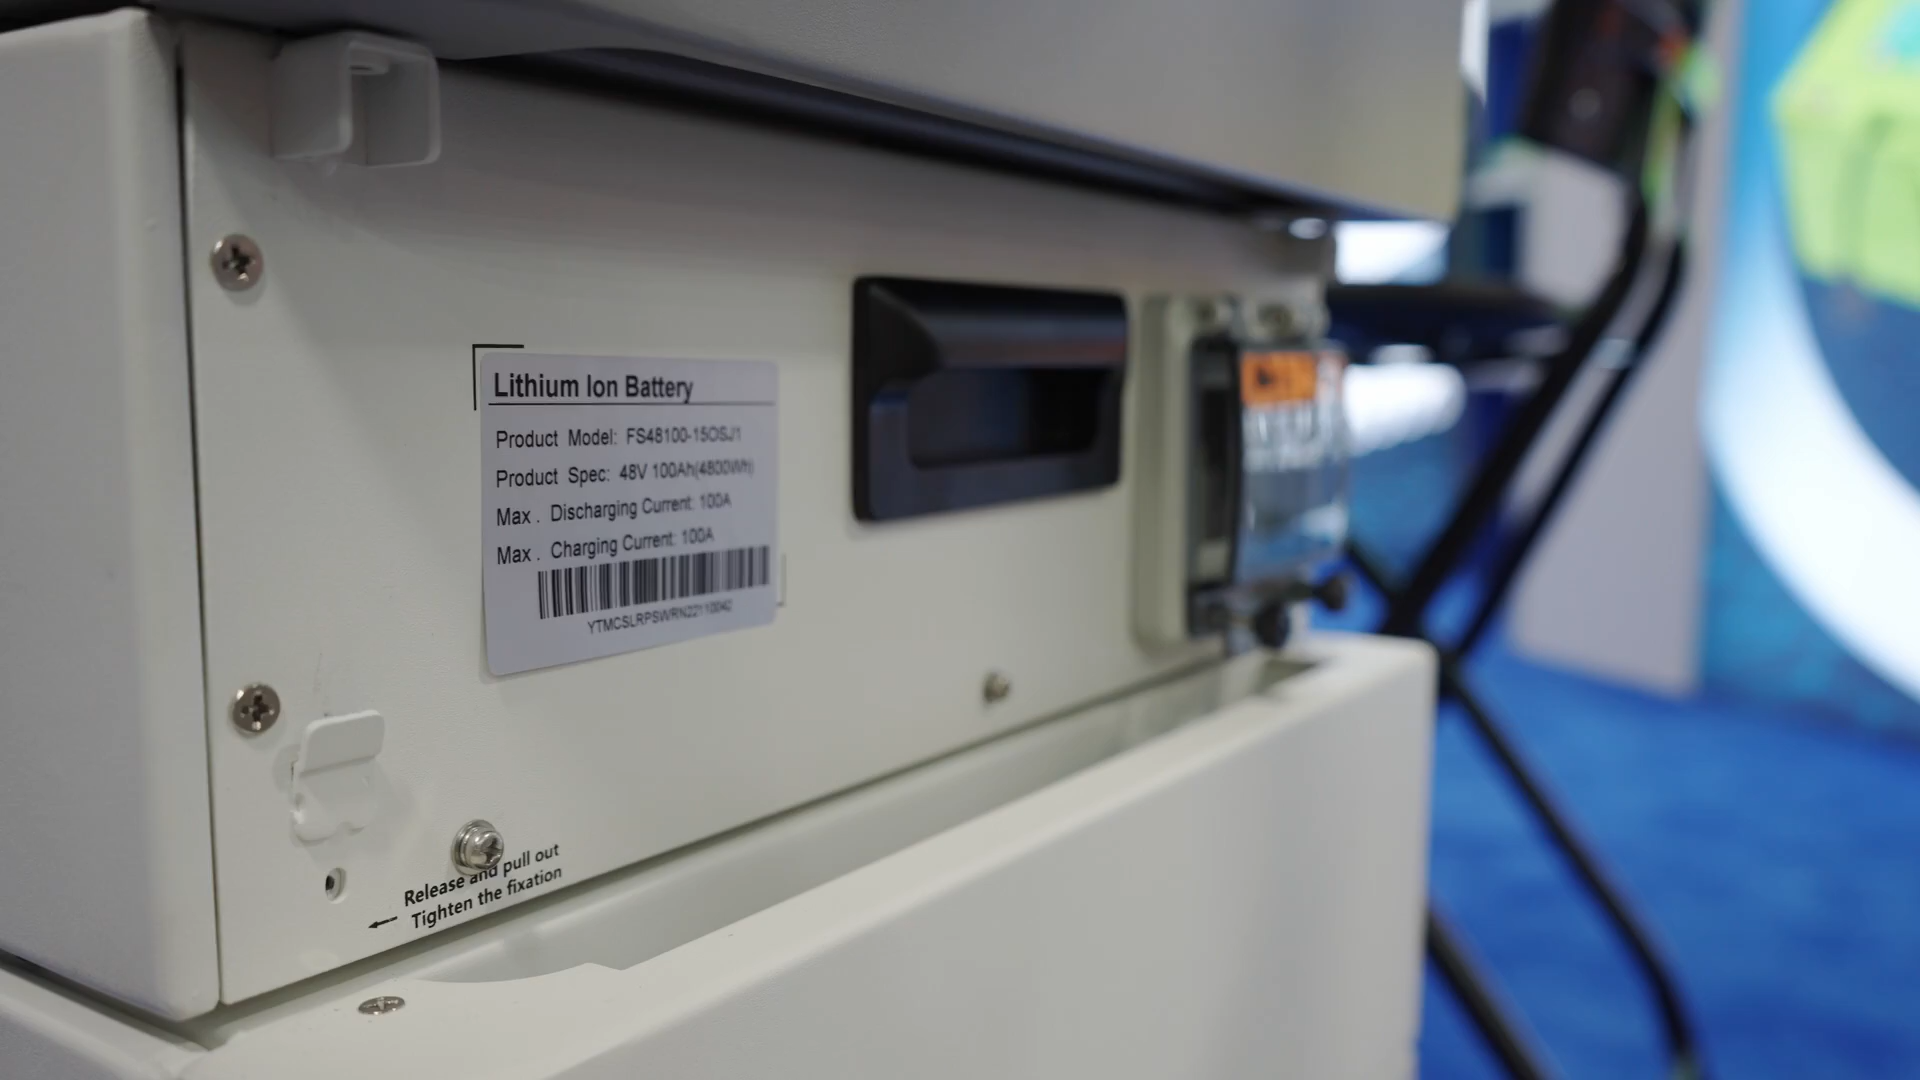 Lithium Ion Battery
Product Model: FS48100-15OSJ1
Product Spec: 48V 100Ah(4800Wh)
Max . Discharging Current: 100A
Max . Charging Current: 100A
YTMCSLRPSWRN22110042
Release and pull out
Tighten the fixation